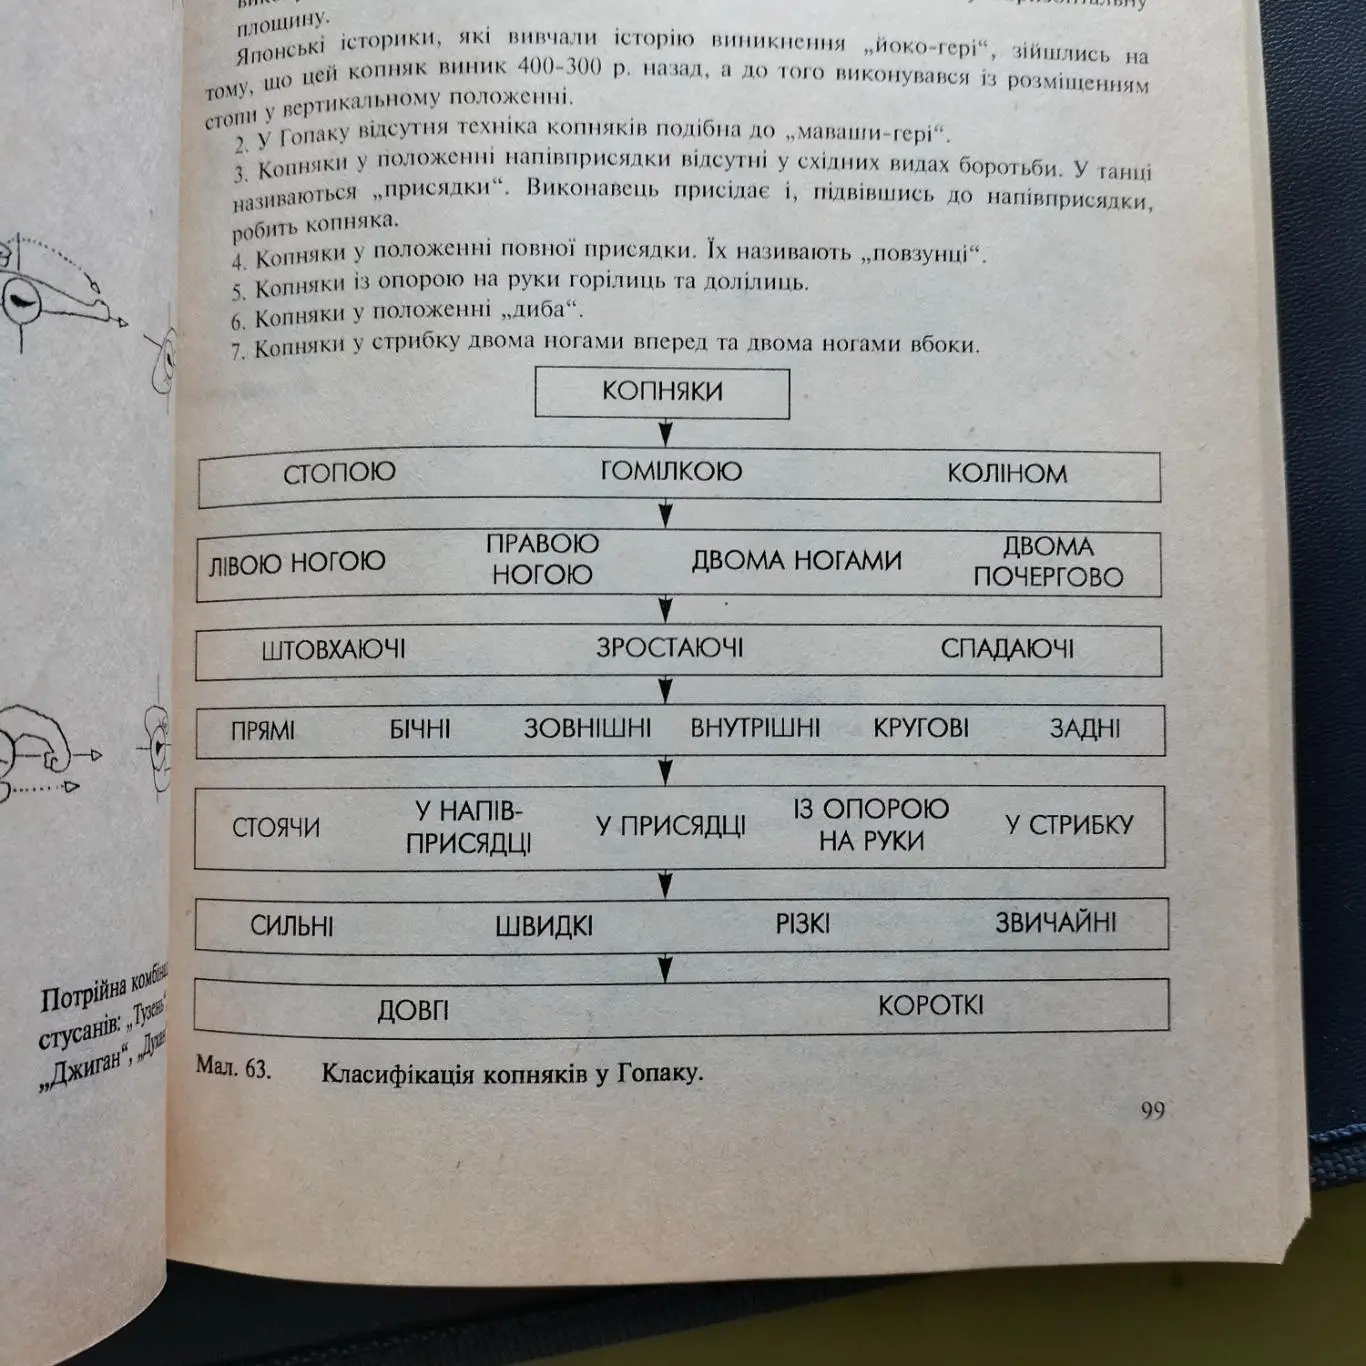 площину.
Японські історики, які вивчали історію виникнення „йоко-гері“, зійшлись на
тому, що цей копняк виник 400-300 р. назад, а до того виконувався із розміщенням
стопи у вертикальному положенні.
2. У Гопаку відсутня техніка копняків подібна до „маваши-гері“.
3. Копняки у положенні напівприсядки відсутні у східних видах боротьби. У танці
називаються „присядки“. Виконавець присідає і, підвівшись до напівприсядки,
робить копняка.
4. Копняки у положенні повної присядки. Їх називають „повзунці“.
5. Копняки із опорою на руки горілиць та долілиць.
6. Копняки у положенні „диба“.
7. Копняки у стрибку двома ногами вперед та двома ногами вбоки.
КОПНЯКИ
СТОПОЮ ГОМІЛКОЮ КОЛІНОМ
ЛІВОЮ НОГОЮ ПРАВОЮ НОГОЮ ДВОМА НОГАМИ ДВОМА ПОЧЕРГОВО
ШТОВХАЮЧІ ЗРОСТАЮЧІ СПАДАЮЧІ
ПРЯМІ БІЧНІ ЗОВНІШНІ ВНУТРІШНІ КРУГОВІ ЗАДНІ
СТОЯЧИ У НАПІВ-ПРИСЯДЦІ У ПРИСЯДЦІ ІЗ ОПОРОЮ НА РУКИ У СТРИБКУ
СИЛЬНІ ШВИДКІ РІЗКІ ЗВИЧАЙНІ
ДОВГІ КОРОТКІ
Мал. 63. Класифікація копняків у Гопаку.
99
Потрійна
стусанів: „Тузень“
„Джиган“,